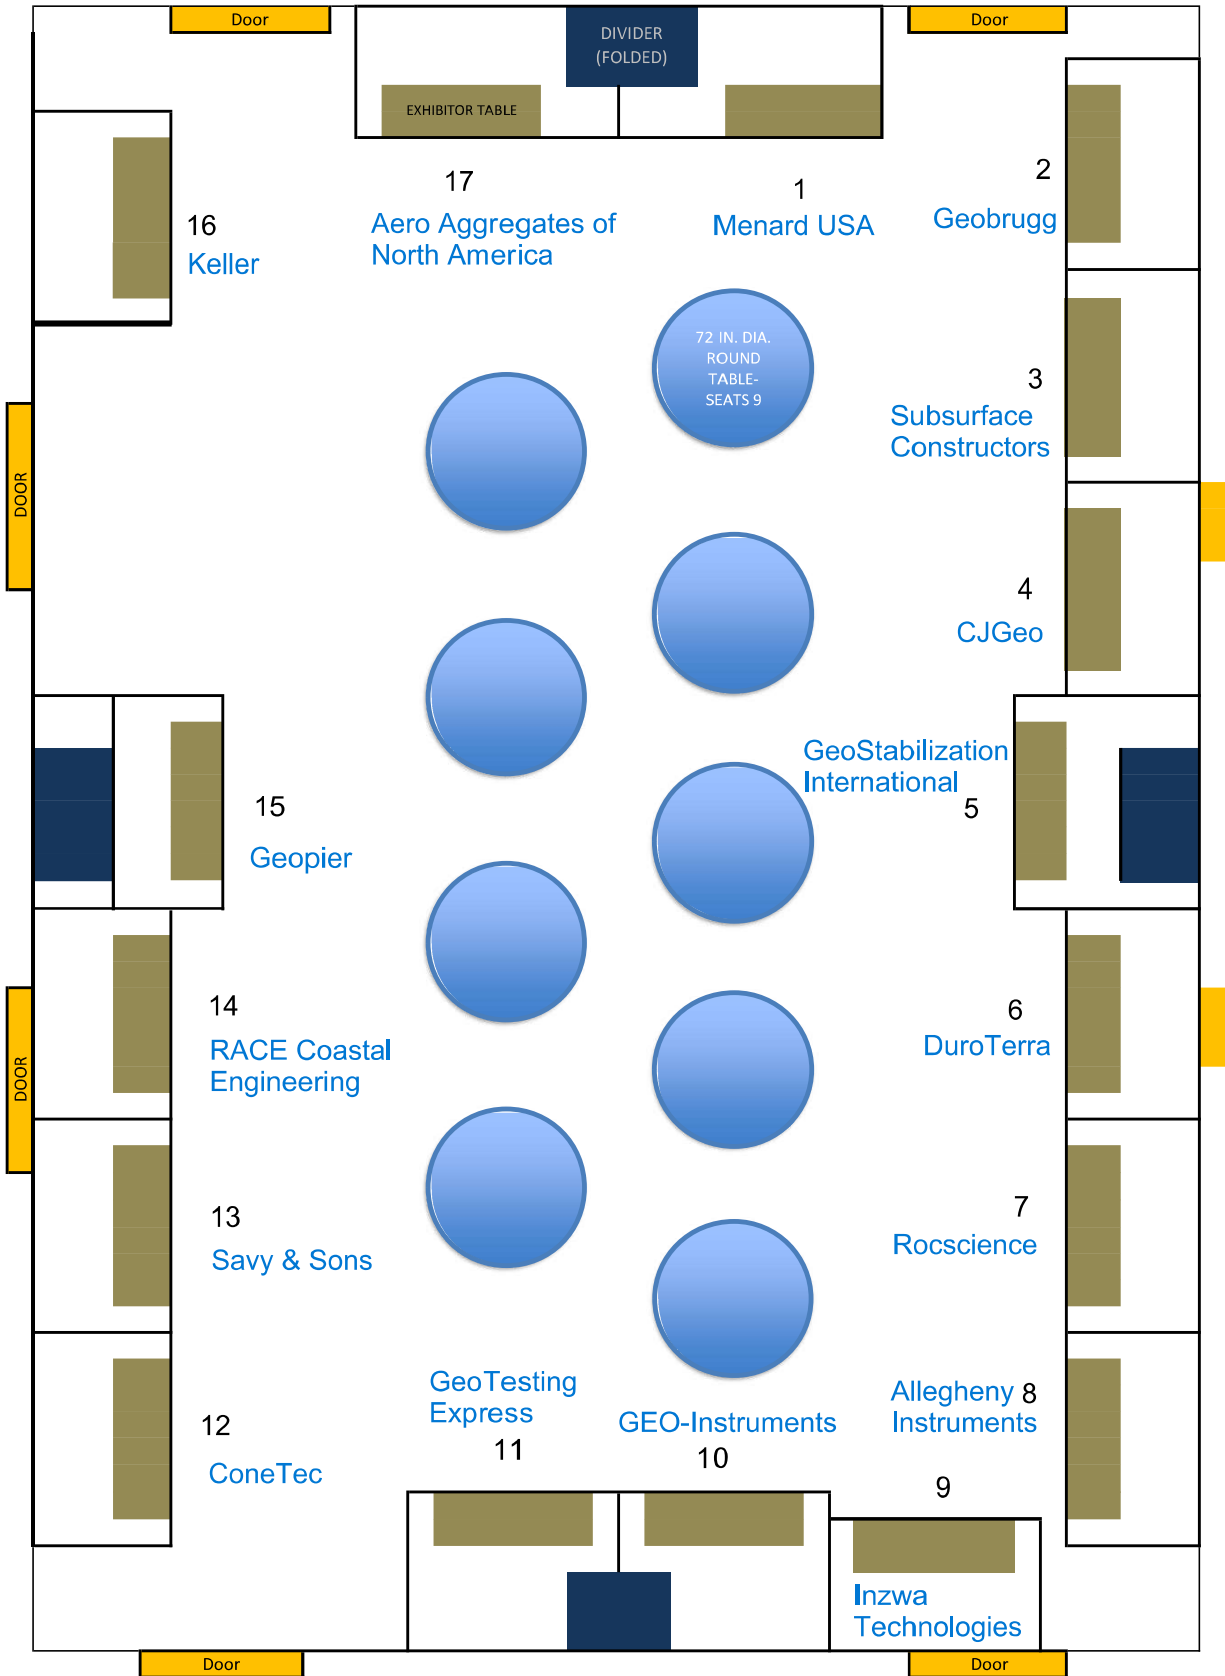 Door
Door
DIVIDER
(FOLDED)
EXHIBITOR TABLE
17
Aero Aggregates of
North America
1
Menard USA
2
Geobrugg
16
Keller
72 IN. DIA.
ROUND
TABLE-
SEATS 9
3
Subsurface
Constructors
DOOR
4
CJGeo
GeoStabilization
International
5
15
Geopier
14
RACE Coastal
Engineering
6
DuroTerra
DOOR
13
Savy & Sons
7
Rocscience
GeoTesting
Express
11
GEO-Instruments
10
Allegheny 8
Instruments
12
ConeTec
9
Inzwa
Technologies
Door
Door